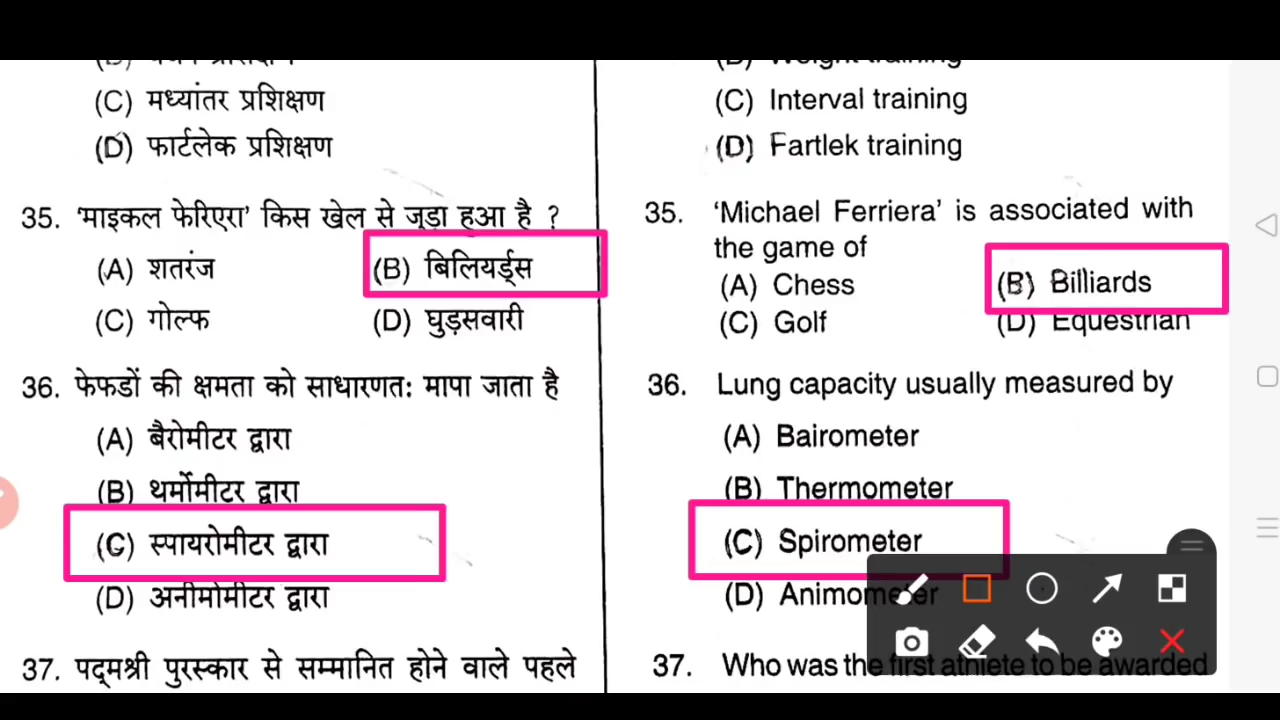 (C) मध्यांतर प्रशिक्षण
(D) फार्टलेक प्रशिक्षण
35. ‘माइकल फेरिएरा’ किस खेल से जुड़ा हुआ है ?
(A) शतरंज (B) बिलियर्ड्स
(C) गोल्फ (D) घुड़सवारी
36. फेफडों की क्षमता को साधारणत: मापा जाता है
(A) बैरोमीटर द्वारा
(B) थर्मोमीटर द्वारा
(C) स्पायरोमीटर द्वारा
(D) अनीमोमीटर द्वारा
37. पद्मश्री पुरस्कार से सम्मानित होने वाले पहले
(B) Weight training
(C) Interval training
(D) Fartlek training
35. ‘Michael Ferriera’ is associated with
the game of
(A) Chess (B) Billiards
(C) Golf (D) Equestrian
36. Lung capacity usually measured by
(A) Bairometer
(B) Thermometer
(C) Spirometer
(D) Animometer
37. Who was the first athlete to be awarded